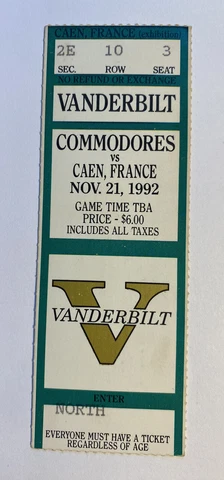 CAEN, FRANCE (exhibition)
2E 10 3
SEC. ROW SEAT
NO REFUND OR EXCHANGE
VANDERBILT
COMMODORES
VS
CAEN, FRANCE
NOV. 21, 1992
GAME TIME TBA
PRICE - $6.00
INCLUDES ALL TAXES
V
VANDERBILT
ENTER
NORTH
EVERYONE MUST HAVE A TICKET
REGARDLESS OF AGE